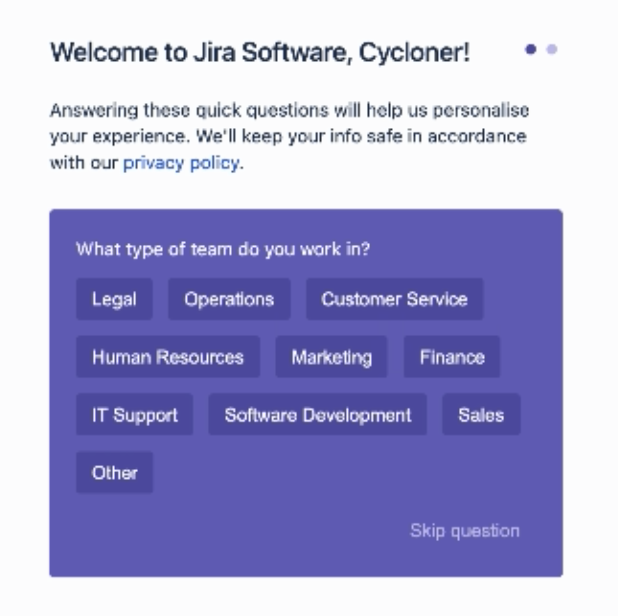 Welcome to Jira Software, Cycloner!
Answering these quick questions will help us personalise
your experience. We'll keep your info safe in accordance
with our privacy policy.
What type of team do you work in?
Legal Operations Customer Service
Human Resources Marketing Finance
IT Support Software Development Sales
Other
Skip question